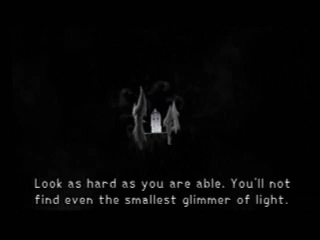 Look as hard as you are able. You'll not
find even the smallest glimmer of light.